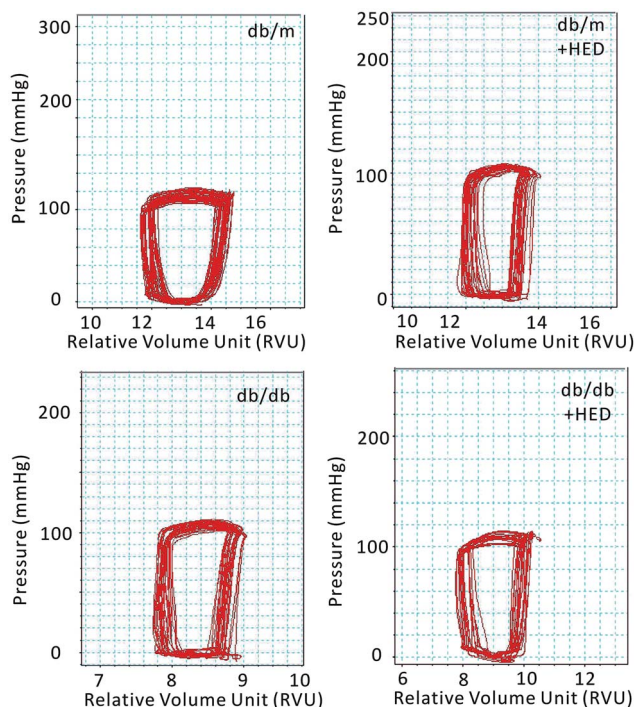 300
200
100
0
Pressure (mmHg)
db/m
10 12 14 16
Relative Volume Unit (RVU)
250
200
100
0
Pressure (mmHg)
db/m
+HED
10 12 14 16
Relative Volume Unit (RVU)
200
100
0
Pressure (mmHg)
db/db
7 8 9 10
Relative Volume Unit (RVU)
200
100
0
Pressure (mmHg)
db/db
+HED
6 8 10 12
Relative Volume Unit (RVU)